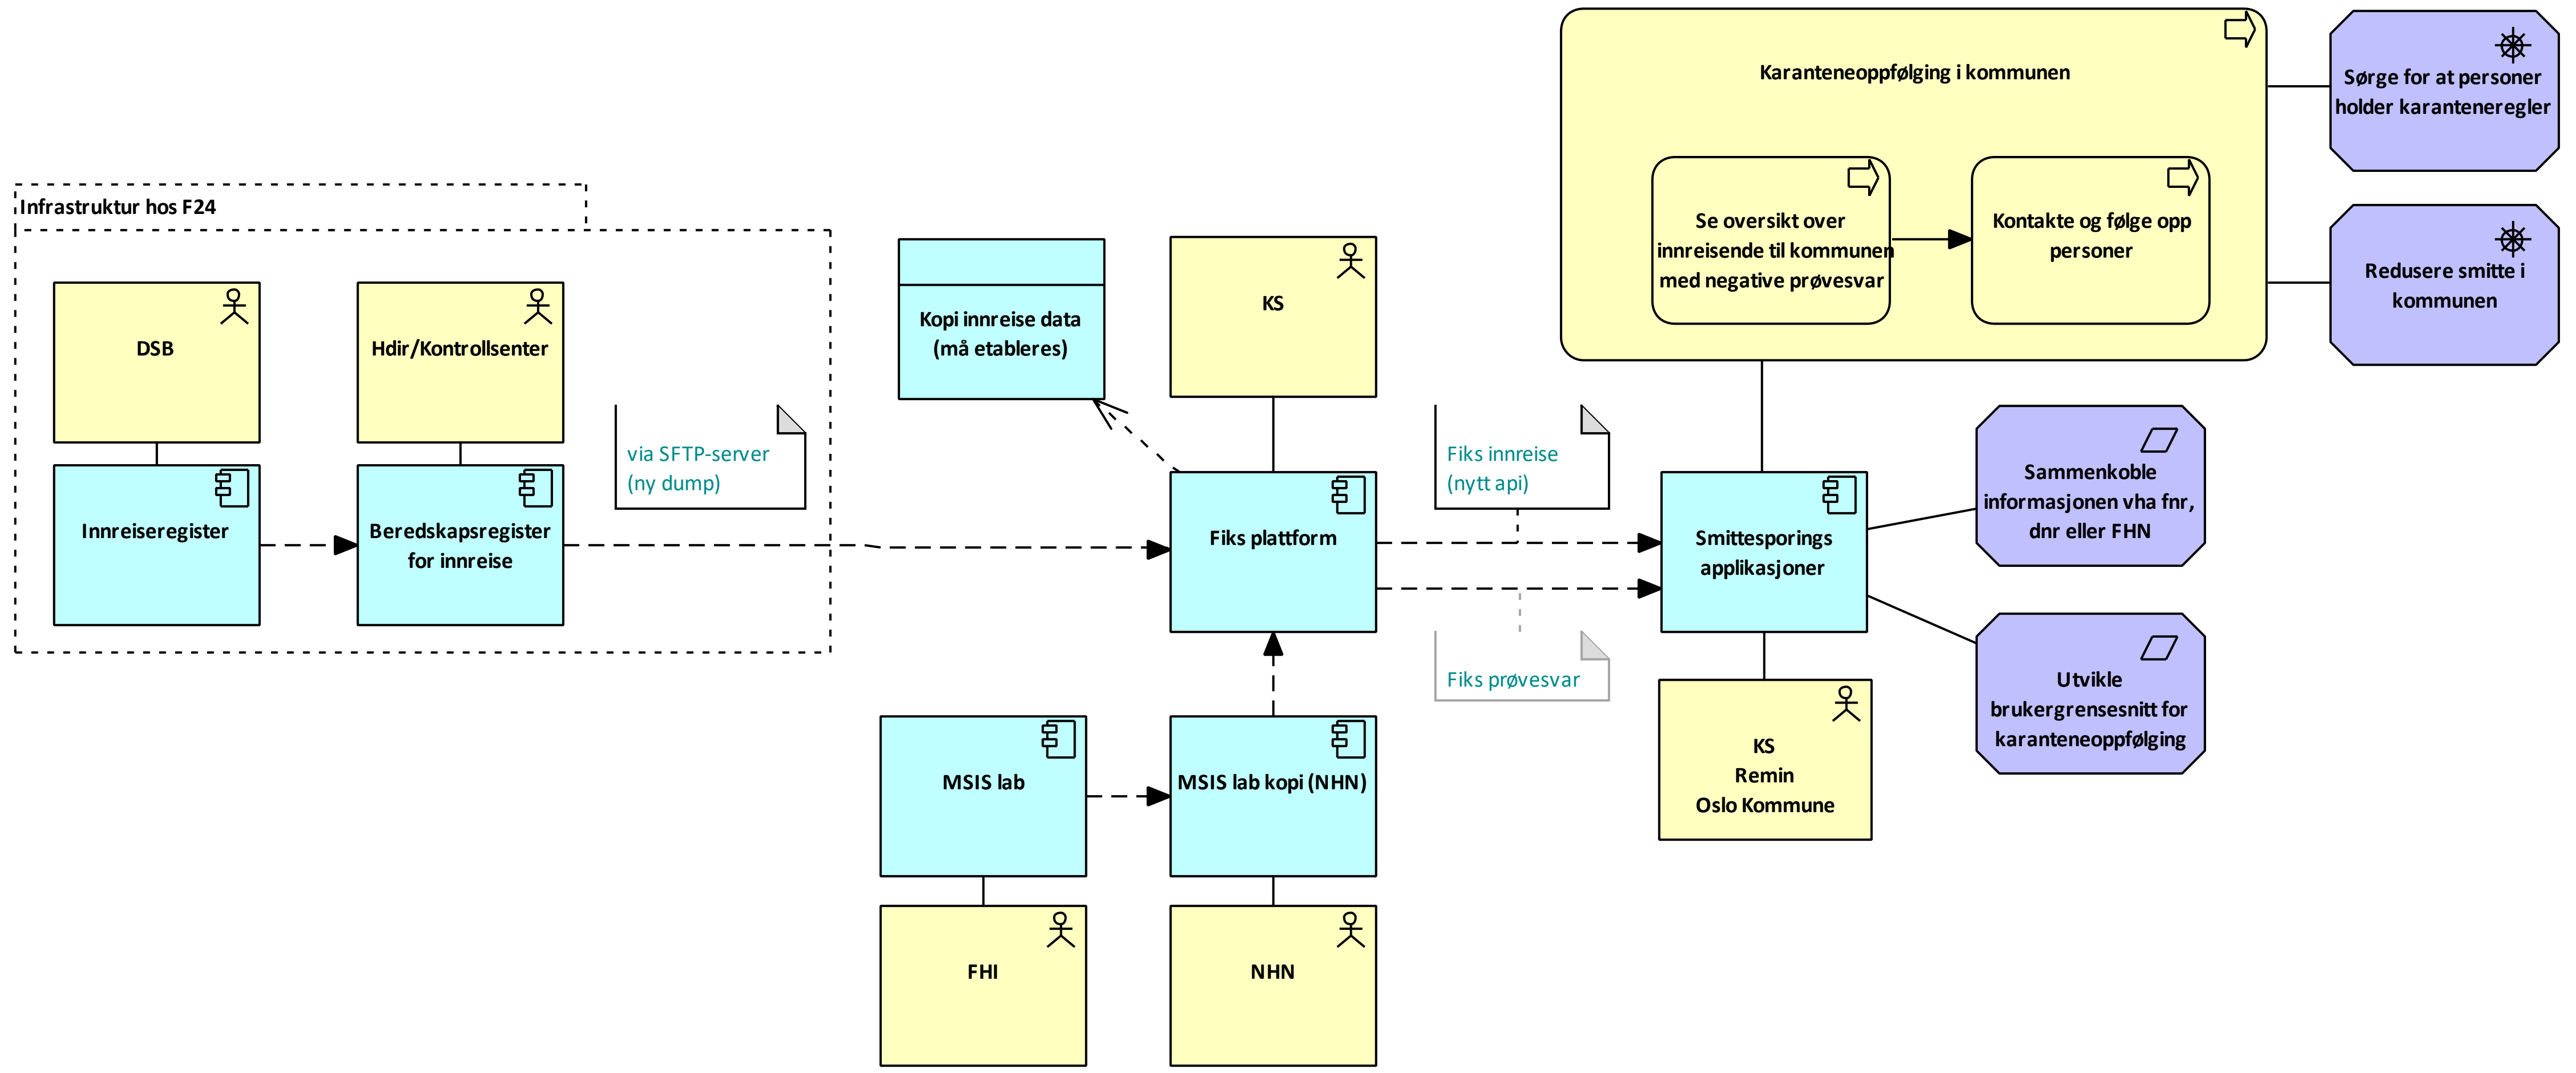 Karanteneoppfølging i kommunen
Sørge for at personer
holder karanteneregler
Se oversikt over
innreisende til kommunen
med negative prøvesvar
Kontakte og følge opp
personer
Redusere smitte i
kommunen
Infrastruktur hos F24
DSB
Hdir/Kontrollsenter
Kopi innreise data
(må etableres)
KS
via SFTP-server
(ny dump)
Fiks innreise
(nytt api)
Innreiseregister
Beredskapsregister
for innreise
Fiks plattform
Smittesporings
applikasjoner
Sammenkoble
informasjonen vha fnr,
dnr eller FHN
Fiks prøvesvar
Utvikle
brukergrensesnitt for
karanteneoppfølging
MSIS lab
MSIS lab kopi (NHN)
KS
Remin
Oslo Kommune
FHI
NHN